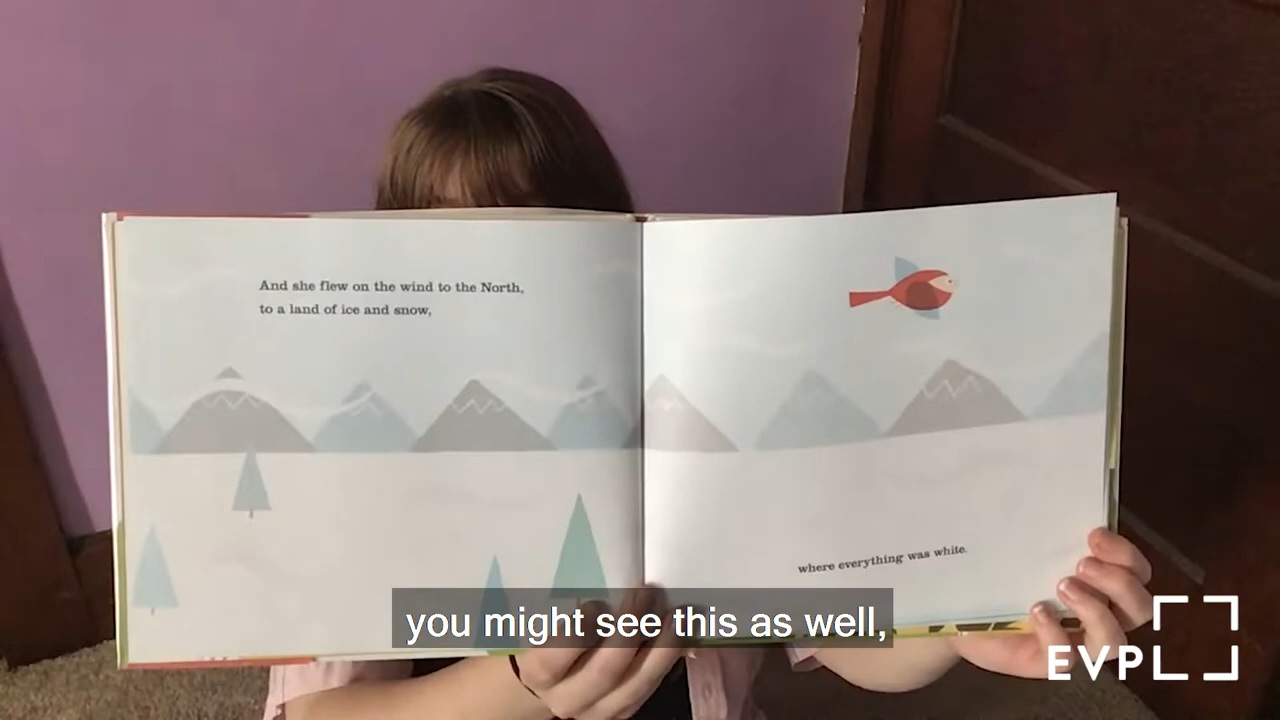 And she flew on the wind to the North,
to a land of ice and snow,
where everything was white.
you might see this as well,
EVPL